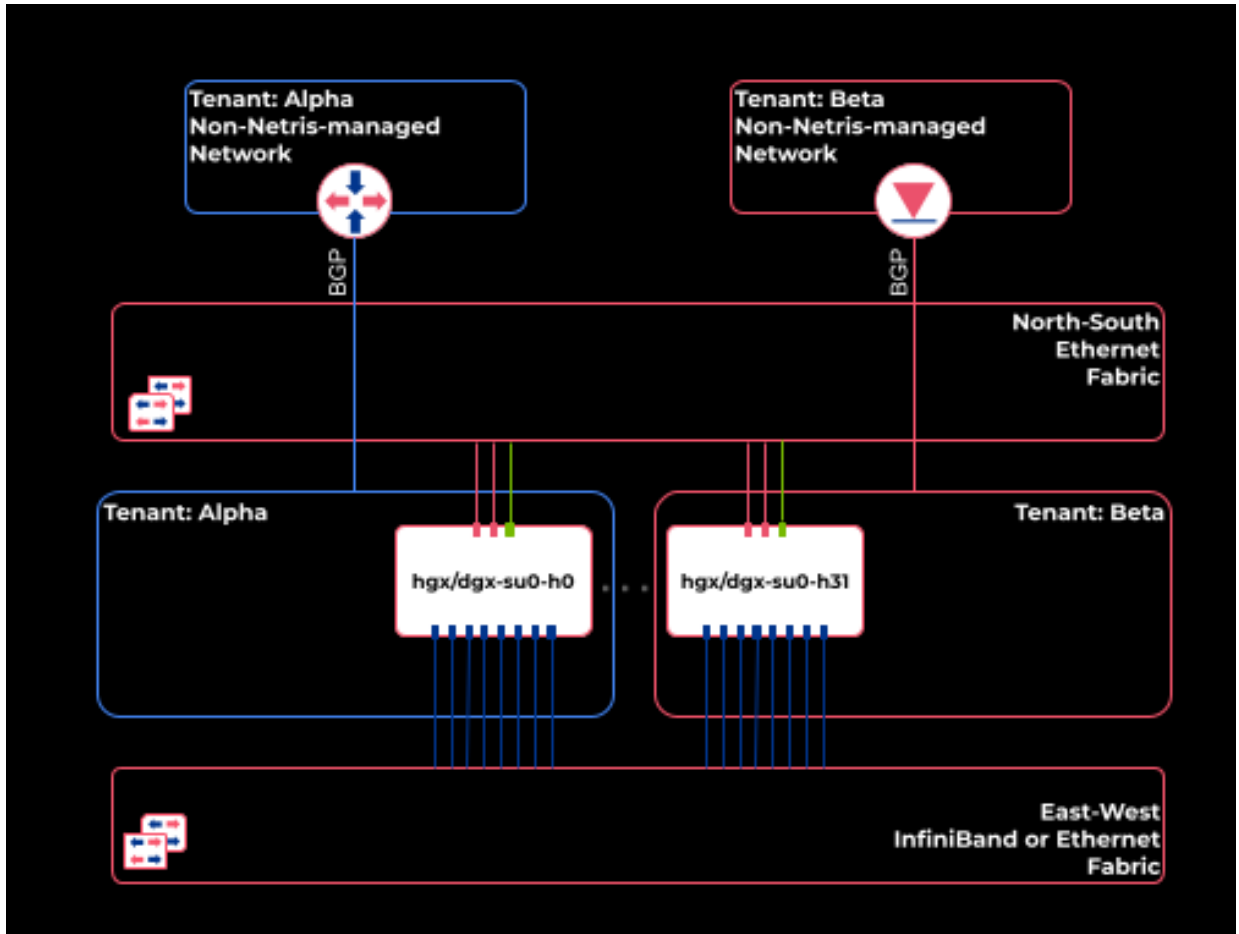 Tenant: Alpha
Non-Netris-managed
Network
Tenant: Beta
Non-Netris-managed
Network
BGP
BGP
North-South
Ethernet
Fabric
Tenant: Alpha
Tenant: Beta
hgx/dgx-su0-h0
. . .
hgx/dgx-su0-h31
East-West
InfiniBand or Ethernet
Fabric